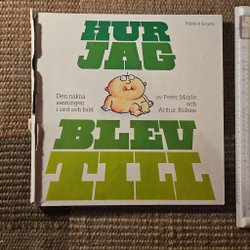 Rabén & Sjögren
HUR
JAG
Den nakna
sanningen
i ord och bild
av Peter Mayle
och
Arthur Robins
BLEV
TILL